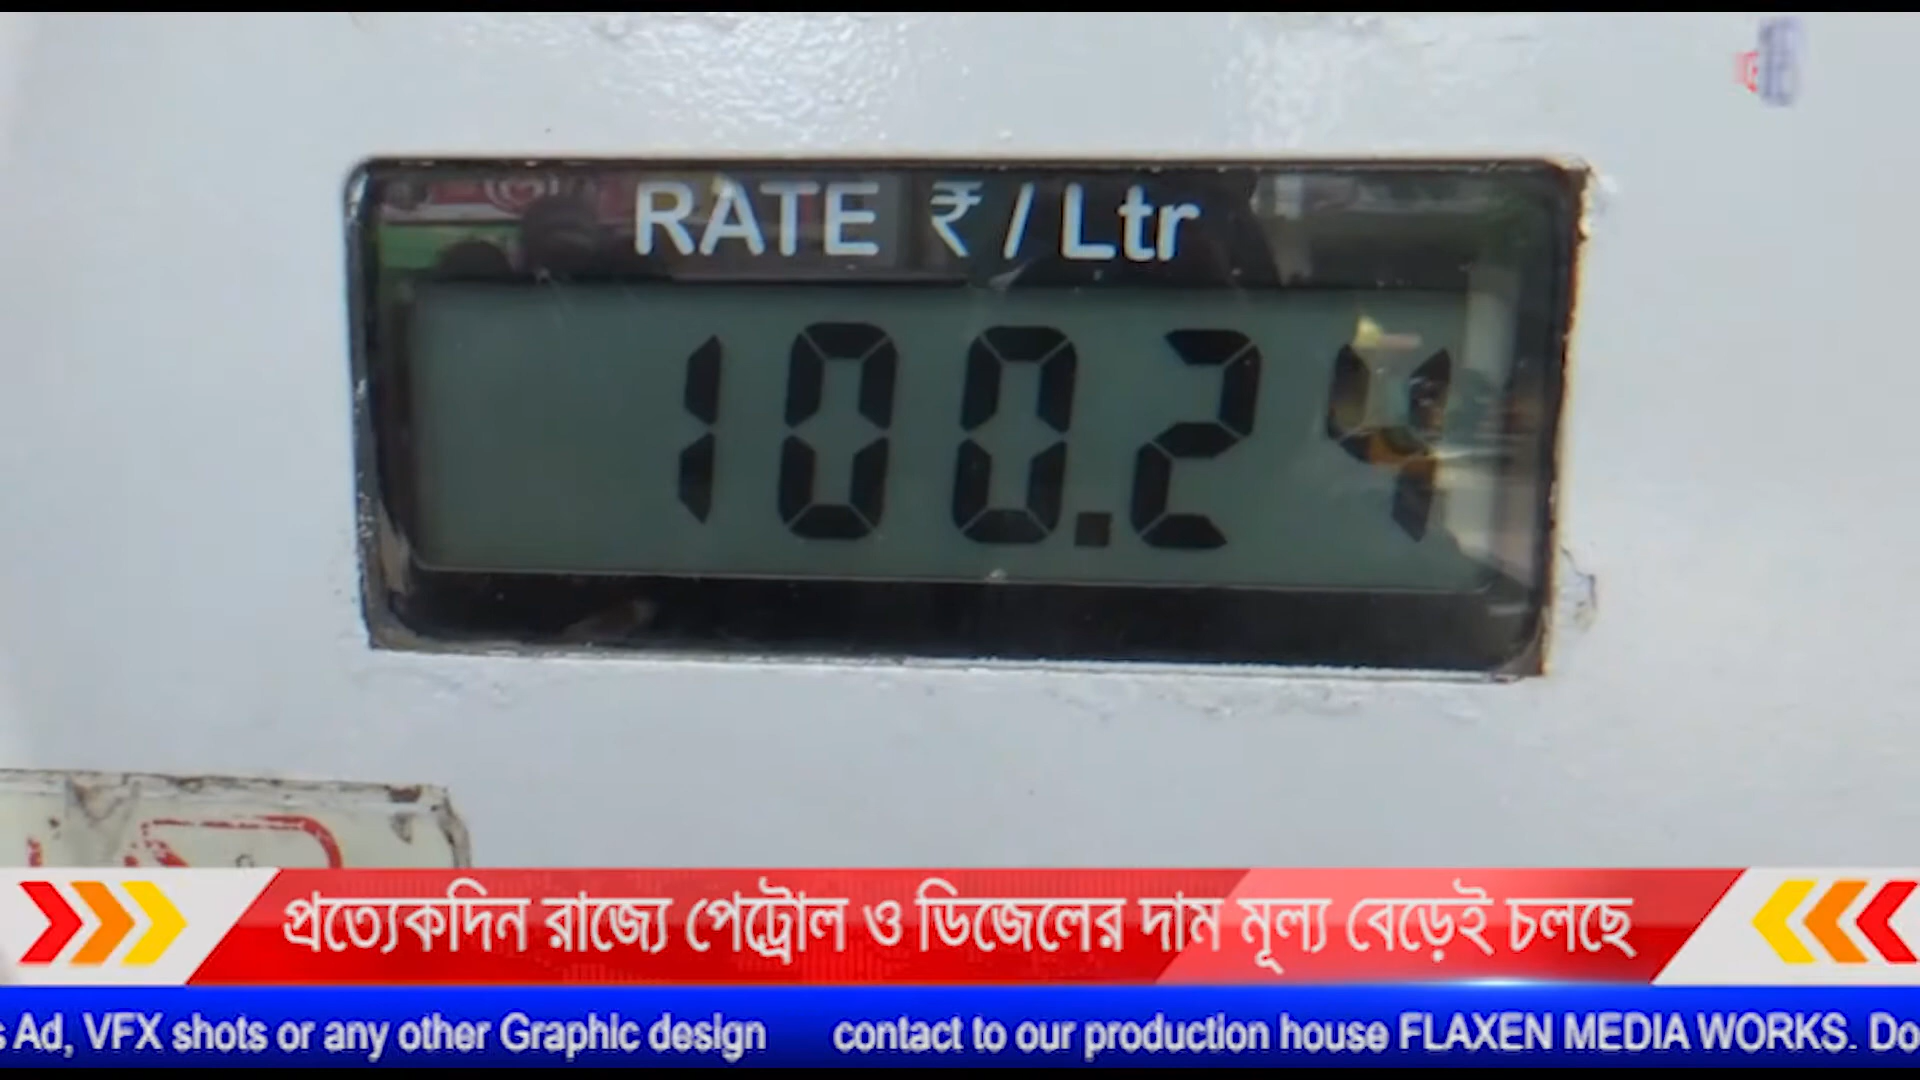 RATE ₹ / Ltr
100.24
প্রত্যেকদিন রাজ্যে পেট্রোল ও ডিজেলের দাম মূল্য বেড়েই চলছে
Ad, VFX shots or any other Graphic design contact to our production house FLAXEN MEDIA WORKS.